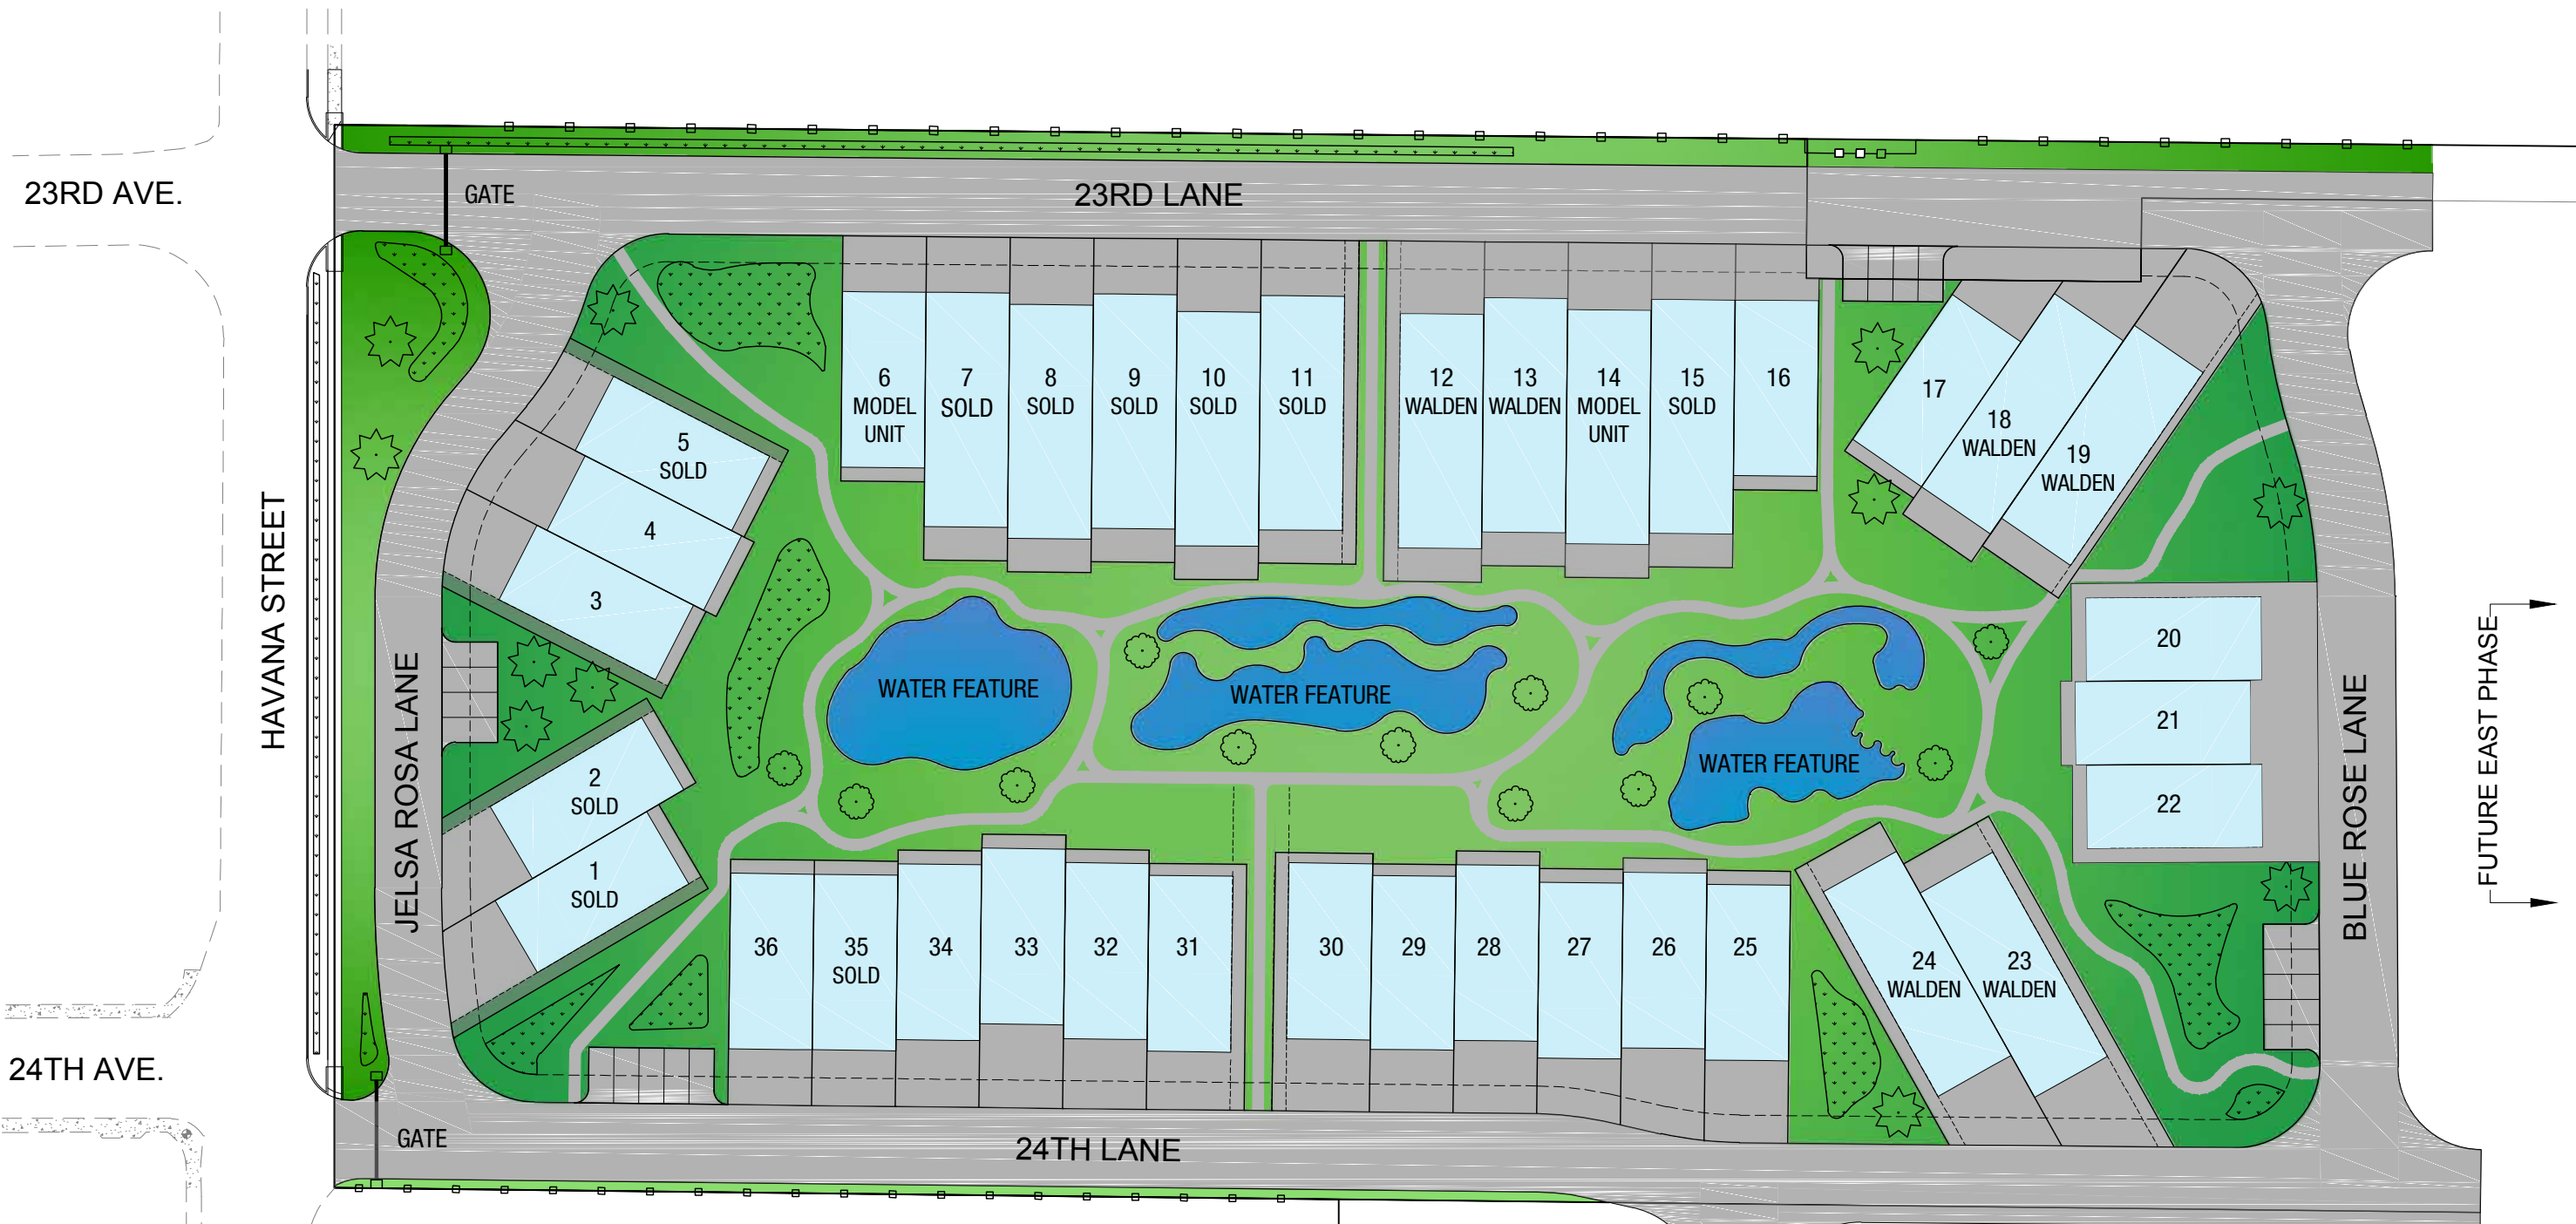 23RD AVE.
GATE
23RD LANE
HAVANA STREET
JELSA ROSA LANE
5
SOLD
4
3
2
SOLD
1
SOLD
6
MODEL
UNIT
7
SOLD
8
SOLD
9
SOLD
10
SOLD
11
SOLD
12
WALDEN
13
WALDEN
14
MODEL
UNIT
15
SOLD
16
17
18
WALDEN
19
WALDEN
WATER FEATURE
WATER FEATURE
WATER FEATURE
20
21
22
BLUE ROSE LANE
FUTURE EAST PHASE
36
35
SOLD
34
33
32
31
30
29
28
27
26
25
24
WALDEN
23
WALDEN
24TH AVE.
GATE
24TH LANE